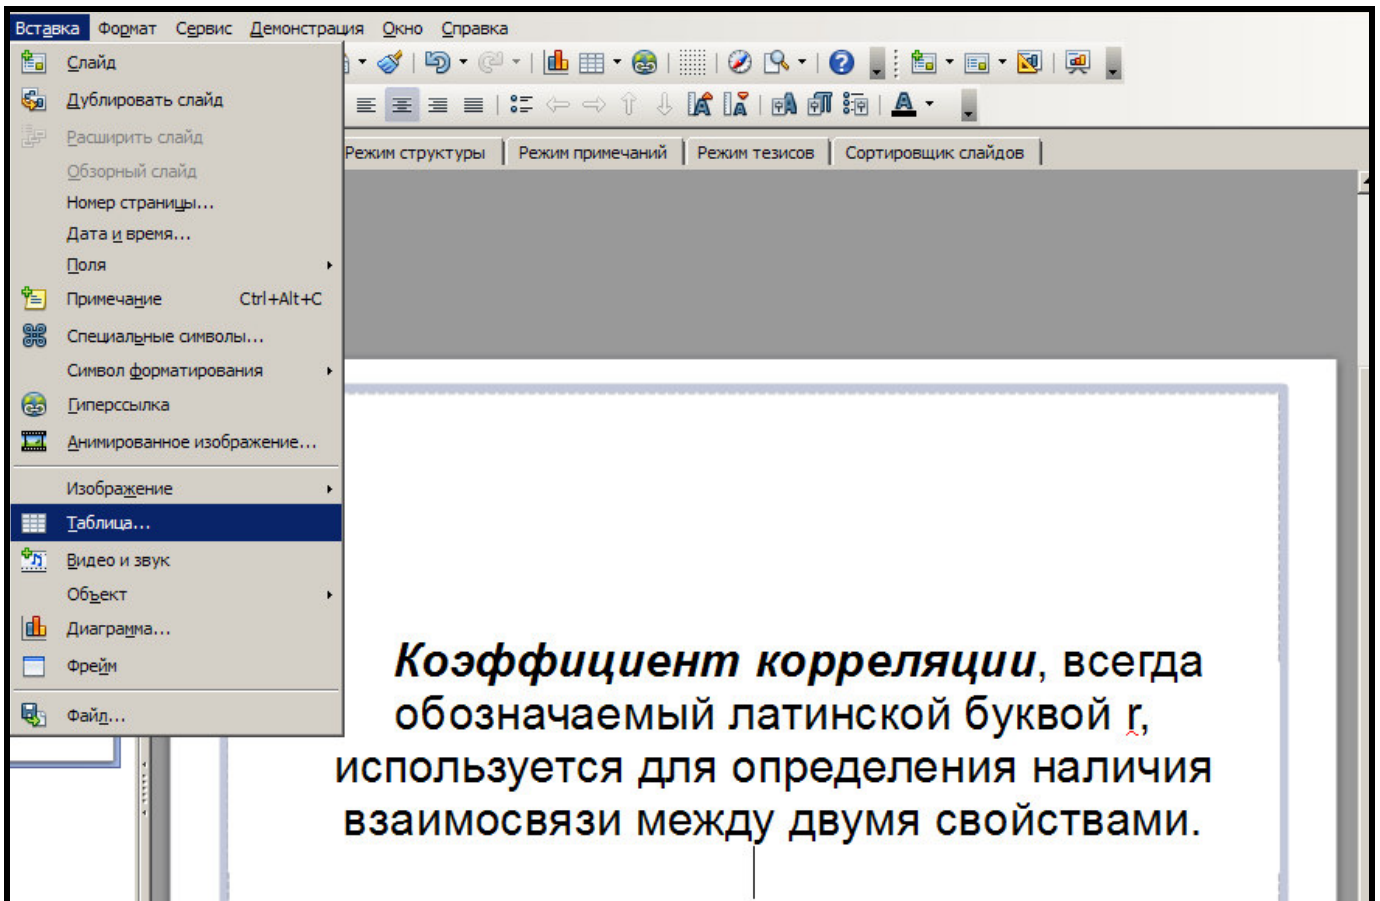 Вставка Формат Сервис Демонстрация Окно Справка
Слайд
Дублировать слайд
Расширить слайд
Обзорный слайд
Номер страницы...
Дата и время...
Поля
Примечание Ctrl+Alt+C
Специальные символы...
Символ форматирования
Гиперссылка
Анимированное изображение...
Изображение
Таблица...
Видео и звук
Объект
Диаграмма...
Фрейм
Файл...
Режим структуры Режим примечаний Режим тезисов Сортировщик слайдов
Коэффициент корреляции, всегда
обозначаемый латинской буквой r,
используется для определения наличия
взаимосвязи между двумя свойствами.